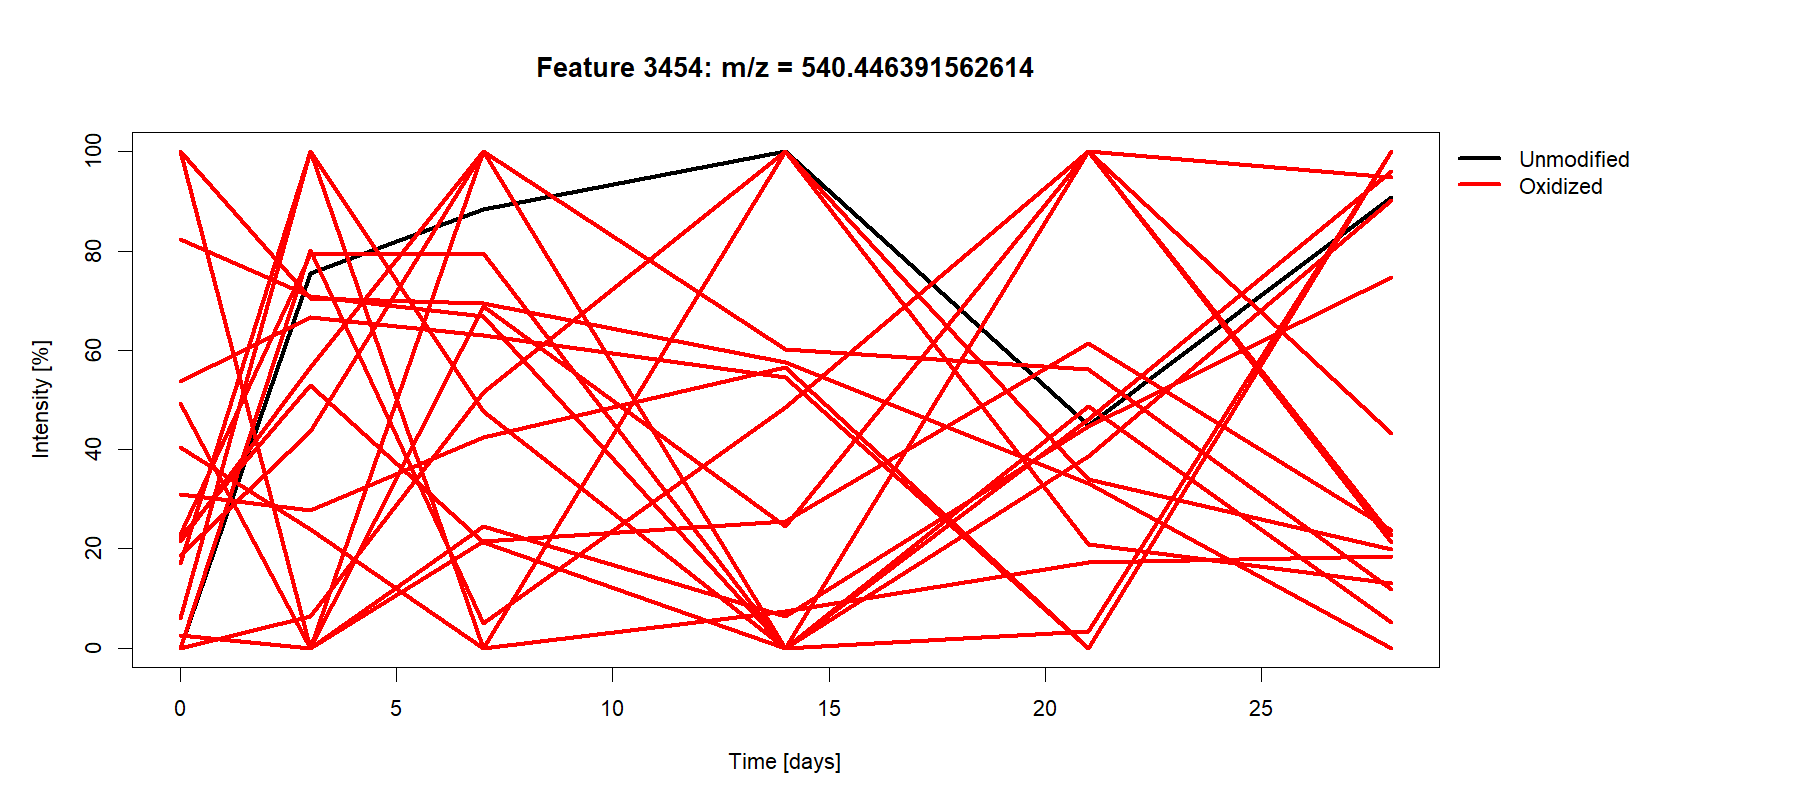 Feature 3454: m/z = 540.446391562614
Unmodified
Oxidized
Intensity [%]
100
80
60
40
20
0
0 5 10 15 20 25
Time [days]